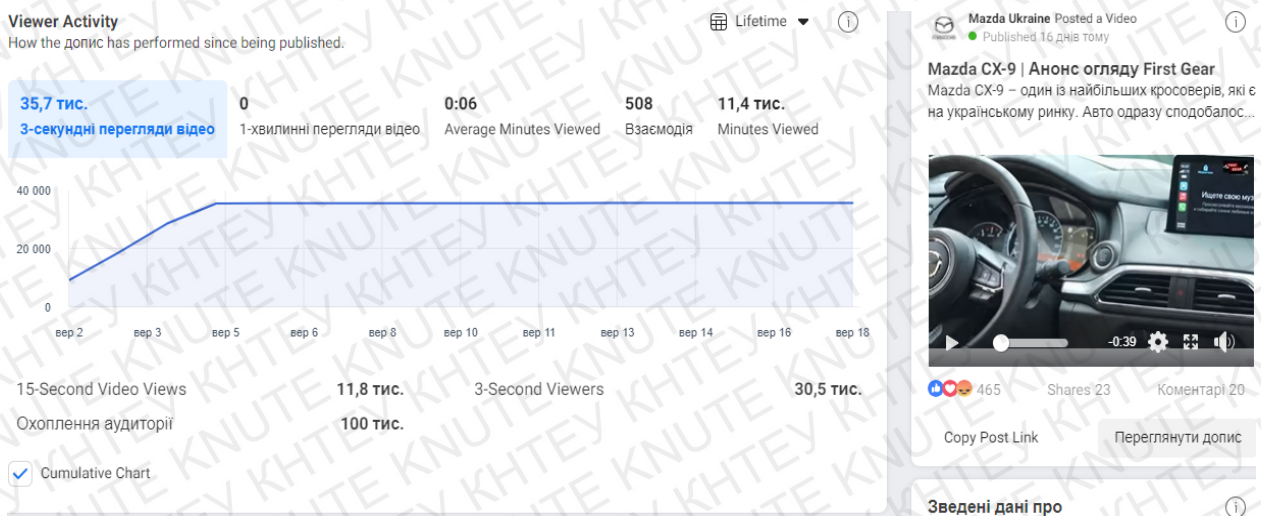 Viewer Activity
How the допис has performed since being published.
Lifetime
35,7 тис.
3-секундні перегляди відео
0
1-хвилинні перегляди відео
0:06
Average Minutes Viewed
508
Взаємодія
11,4 тис.
Minutes Viewed
40 000
20 000
0
вер 2 вер 3 вер 5 вер 6 вер 8 вер 10 вер 11 вер 13 вер 14 вер 16 вер 18
15-Second Video Views 11,8 тис. 3-Second Viewers 30,5 тис.
Охоплення аудиторії 100 тис.
Cumulative Chart
Mazda Ukraine Posted a Video
Published 16 днів тому
Mazda CX-9 | Анонс огляду First Gear
Mazda CX-9 – один із найбільших кросоверів, які є
на українському ринку. Авто одразу сподобалос...
Ищете свою муз
-0:39
465 Shares 23 Коментарі 20
Copy Post Link Переглянути допис
Зведені дані про
KHTEY KNUTE